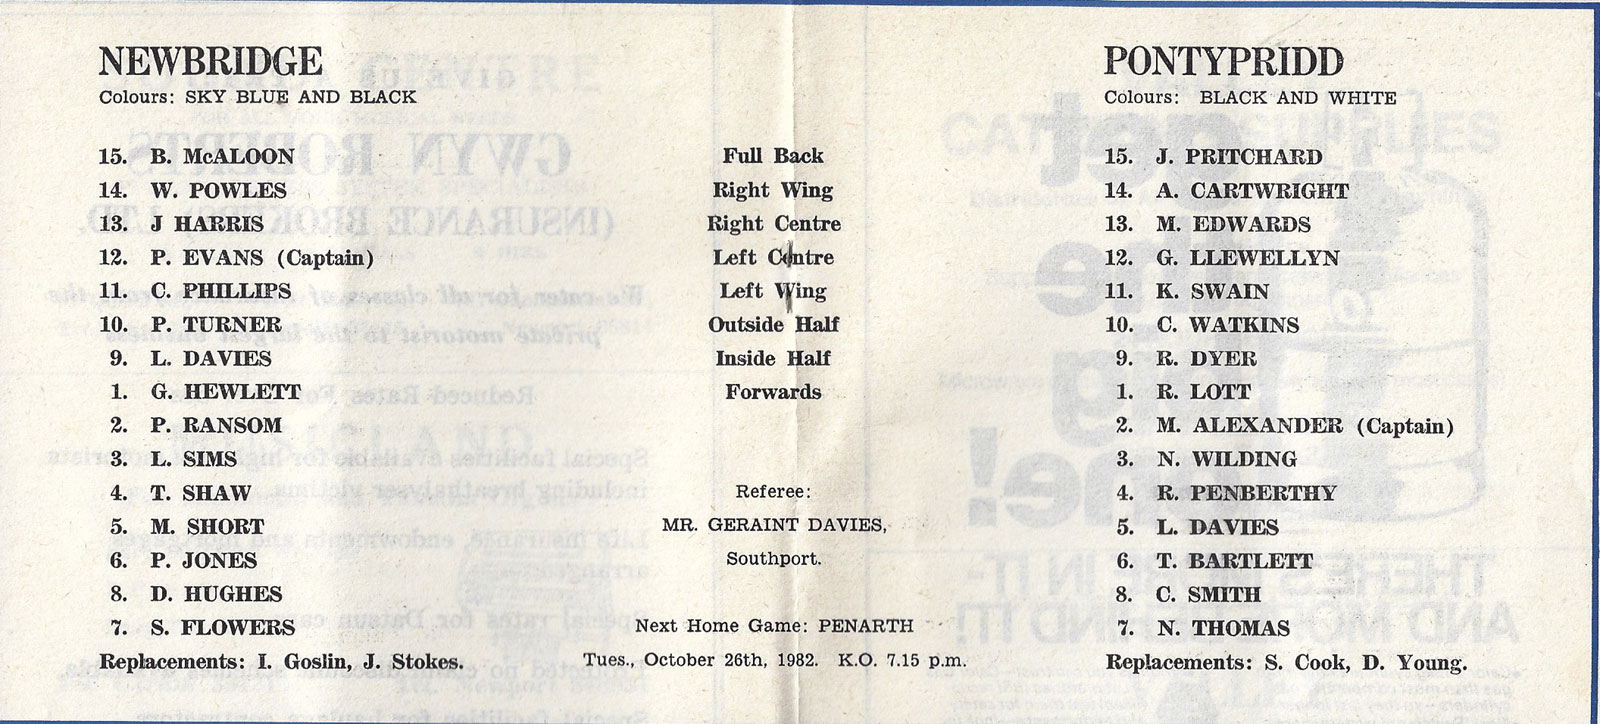 NEWBRIDGE
Colours: SKY BLUE AND BLACK
15. B. McALOON
14. W. POWLES
13. J HARRIS
12. P. EVANS (Captain)
11. C. PHILLIPS
10. P. TURNER
9. L. DAVIES
1. G. HEWLETT
2. P. RANSOM
3. L. SIMS
4. T. SHAW
5. M. SHORT
6. P. JONES
8. D. HUGHES
7. S. FLOWERS
Replacements: I. Goslin, J. Stokes.
Full Back
Right Wing
Right Centre
Left Centre
Left Wing
Outside Half
Inside Half
Forwards
Referee:
MR. GERAINT DAVIES,
Southport.
Next Home Game: PENARTH
Tues., October 26th, 1982. K.O. 7.15 p.m.
PONTYPRIDD
Colours: BLACK AND WHITE
15. J. PRITCHARD
14. A. CARTWRIGHT
13. M. EDWARDS
12. G. LLEWELLYN
11. K. SWAIN
10. C. WATKINS
9. R. DYER
1. R. LOTT
2. M. ALEXANDER (Captain)
3. N. WILDING
4. R. PENBERTHY
5. L. DAVIES
6. T. BARTLETT
8. C. SMITH
7. N. THOMAS
Replacements: S. Cook, D. Young.